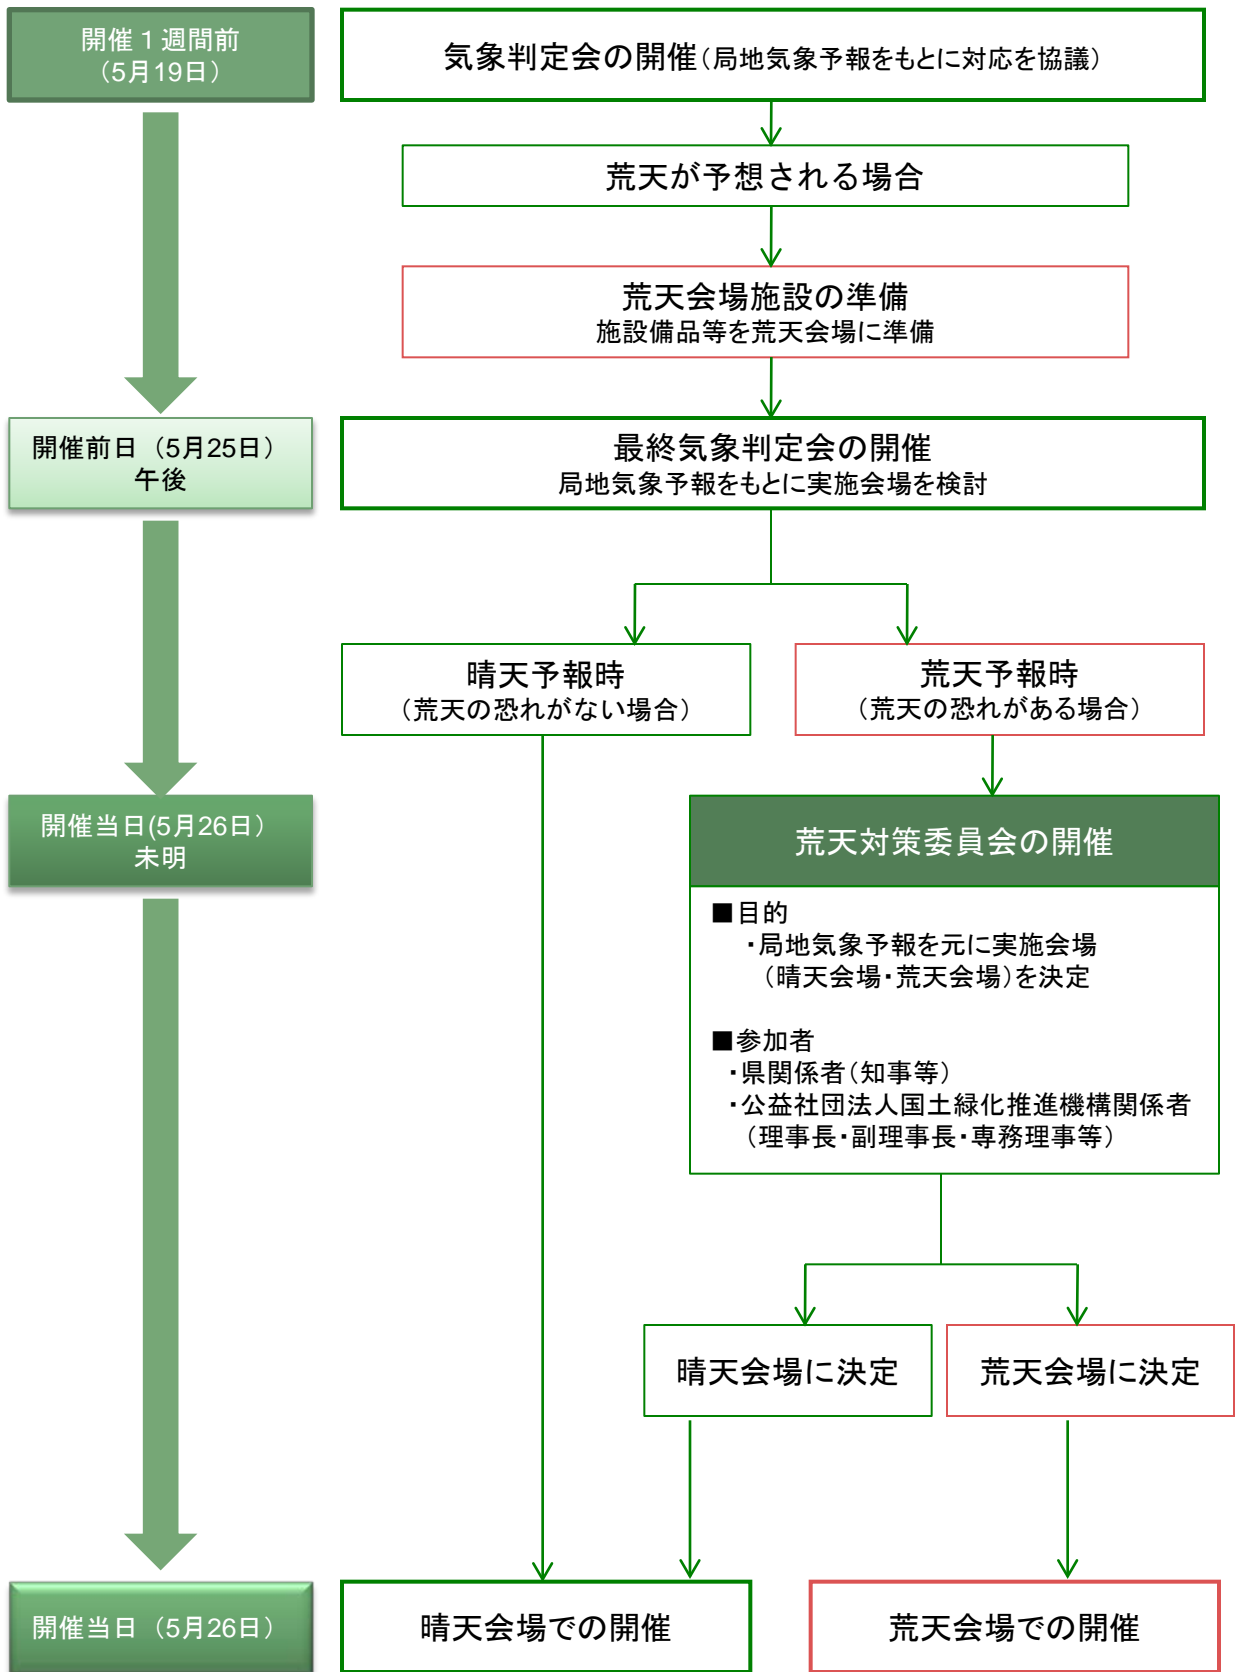 開催１週間前
（5月19日）
気象判定会の開催（局地気象予報をもとに対応を協議）
荒天が予想される場合
荒天会場施設の準備
施設備品等を荒天会場に準備
開催前日（5月25日）
午後
最終気象判定会の開催
局地気象予報をもとに実施会場を検討
晴天予報時
（荒天の恐れがない場合）
荒天予報時
（荒天の恐れがある場合）
開催当日(5月26日）
未明
荒天対策委員会の開催
■目的
・局地気象予報を元に実施会場
（晴天会場・荒天会場）を決定
■参加者
・県関係者（知事等）
・公益社団法人国土緑化推進機構関係者
（理事長・副理事長・専務理事等）
晴天会場に決定
荒天会場に決定
開催当日（5月26日）
晴天会場での開催
荒天会場での開催